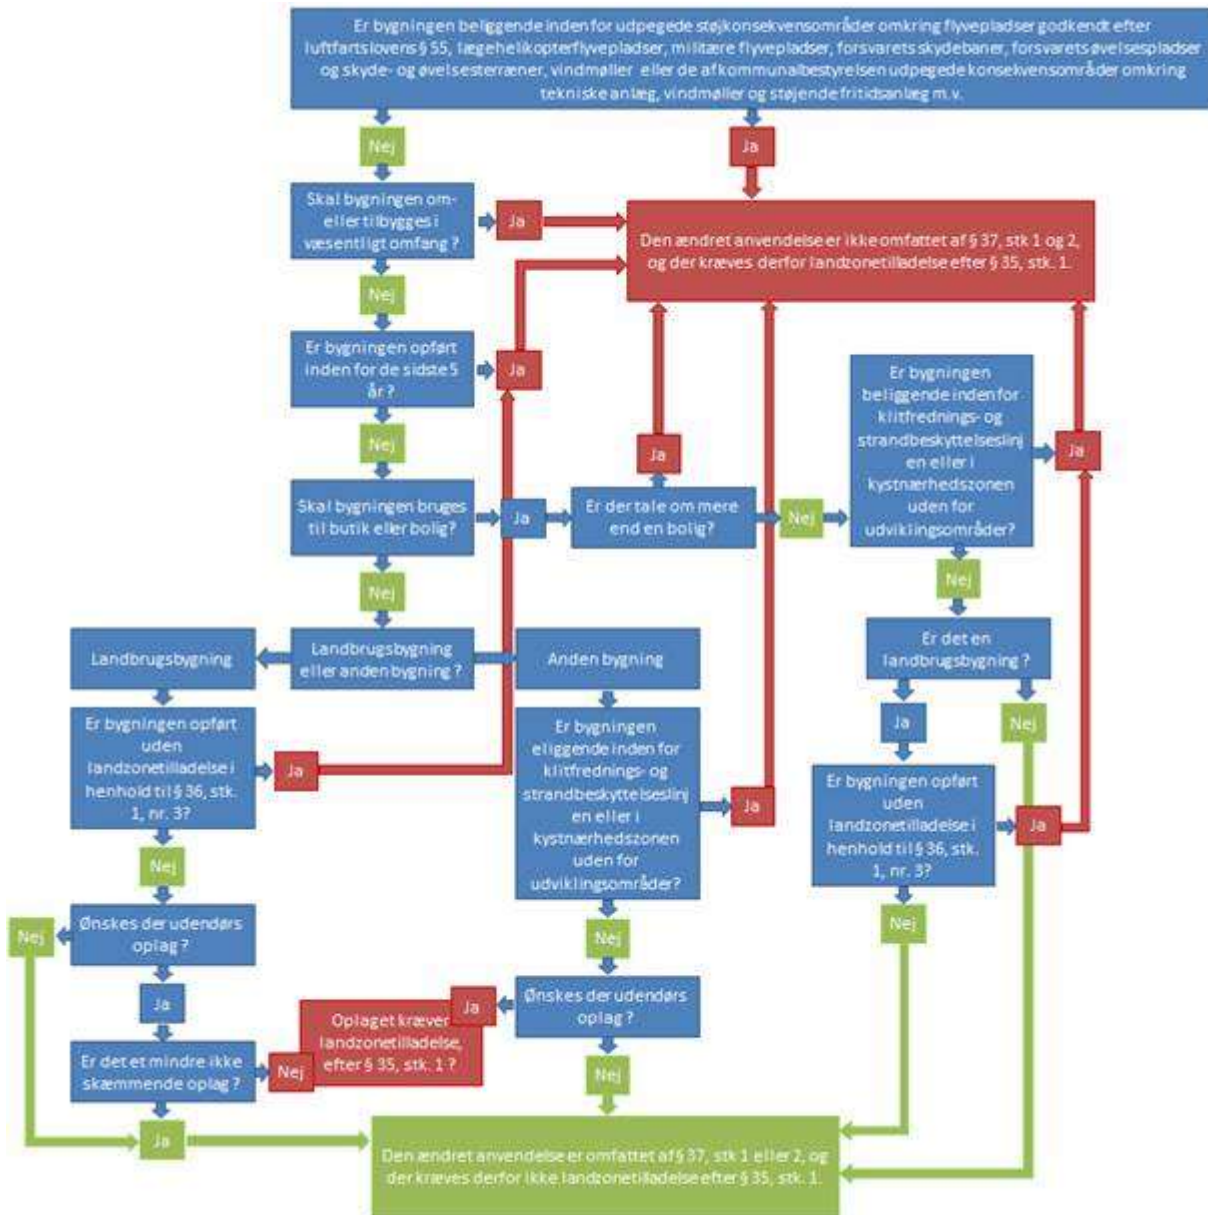 Er bygningen beliggende inden for udpegede støjkonsekvensområder omkring flyvepladser godkendt efter
luftfartslovens § 55, lægehelikopterflyvepladser, militære flyvepladser, forsvarets skydebaner, forsvarets øvelsespladser
og skyde- og øvelsesterræner, vindmøller eller de af kommunalbestyrelsen udpegede konsekvensområder omkring
tekniske anlæg, vindmøller og støjende fritidsanlæg m.v.
Nej
Ja
Skal bygningen om-
eller tilbygges i
væsentligt omfang ?
Ja
Den ændret anvendelse er ikke omfattet af § 37, stk 1 og 2,
og der kræves derfor landzonetilladelse efter § 35, stk. 1.
Nej
Er bygningen opført
inden for de sidste 5
år ?
Ja
Er bygningen
beliggende inden for
klitfrednings- og
strandbeskyttelseslinj
en eller i
kystnærhedszonen
uden for
udviklingsområder?
Ja
Nej
Ja
Skal bygningen bruges
til butik eller bolig?
Ja
Er der tale om mere
end en bolig?
Nej
Nej
Nej
Landbrugsbygning
Landbrugsbygning
eller anden bygning ?
Anden bygning
Er det en
landbrugsbygning ?
Er bygningen opført
uden
landzonetilladelse i
henhold til § 36, stk.
1, nr. 3?
Ja
Er bygningen
eliggende inden for
klitfrednings- og
strandbeskyttelseslinj
en eller i
kystnærhedszonen
uden for
udviklingsområder?
Ja
Ja
Nej
Er bygningen opført
uden
landzonetilladelse i
henhold til § 36, stk.
1, nr. 3?
Ja
Nej
Nej
Ønskes der udendørs
oplag ?
Nej
Nej
Ja
Oplaget kræver
landzonetilladelse,
efter § 35, stk. 1 ?
Ja
Ønskes der udendørs
oplag ?
Er det et mindre ikke
skæmmende oplag ?
Nej
Nej
Ja
Den ændret anvendelse er omfattet af § 37, stk 1 eller 2, og
der kræves derfor ikke landzonetilladelse efter § 35, stk. 1.